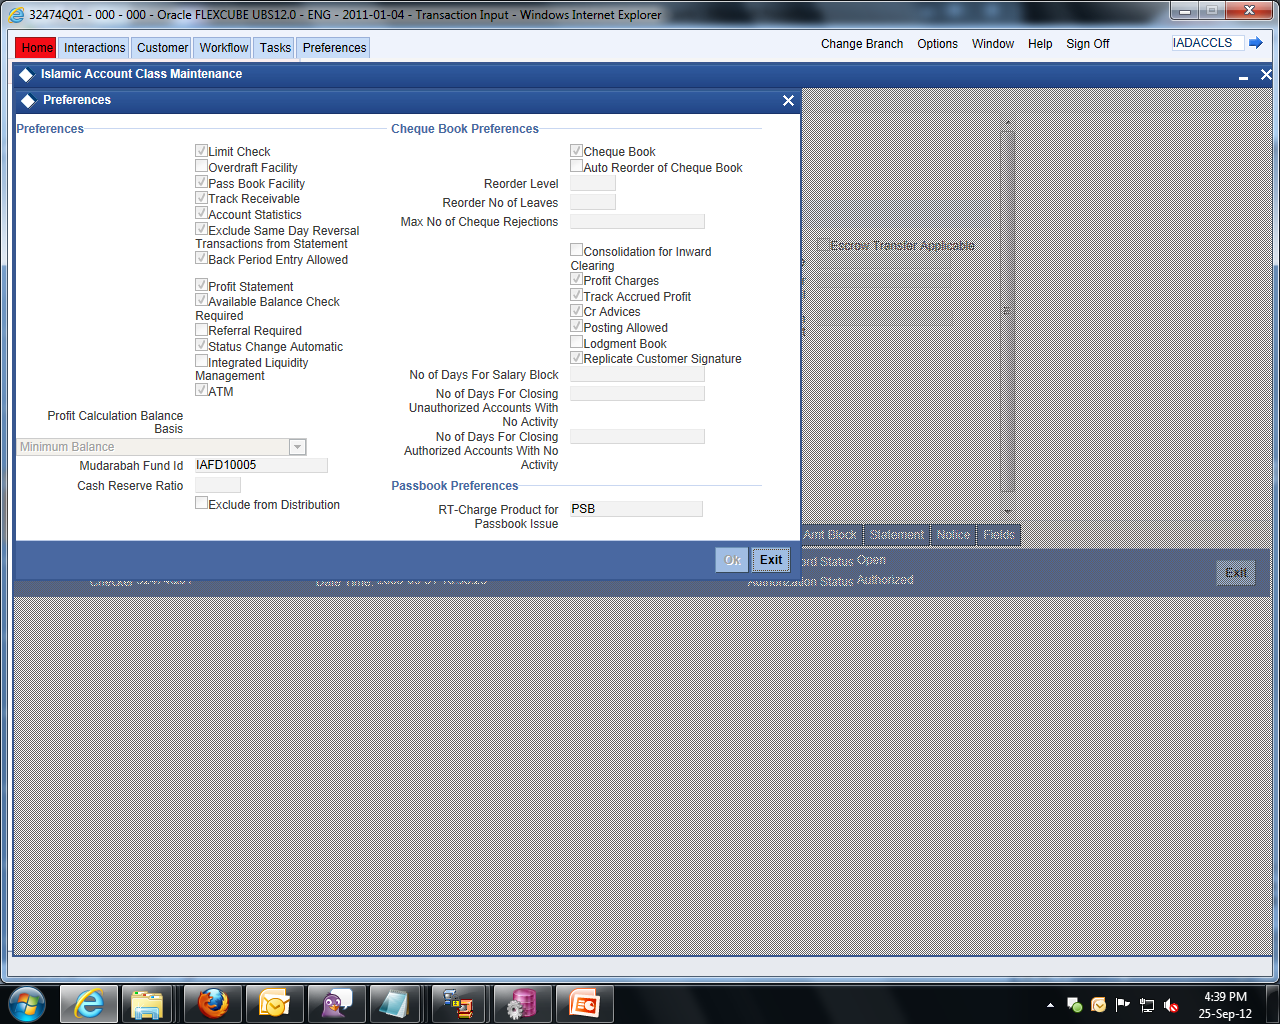 32474Q01 - 000 - 000 - Oracle FLEXCUBE UBS12.0 - ENG - 2011-01-04 - Transaction Input - Windows Internet Explorer
Home Interactions Customer Workflow Tasks Preferences Change Branch Options Window Help Sign Off IADACCLS
Islamic Account Class Maintenance
Preferences
Preferences
Limit Check
Overdraft Facility
Pass Book Facility
Track Receivable
Account Statistics
Exclude Same Day Reversal
Transactions from Statement
Back Period Entry Allowed
Profit Statement
Available Balance Check
Required
Referral Required
Status Change Automatic
Integrated Liquidity
Management
ATM
Profit Calculation Balance
Basis
Minimum Balance
Mudarabah Fund Id IAFD10005
Cash Reserve Ratio
Exclude from Distribution
Cheque Book Preferences
Cheque Book
Auto Reorder of Cheque Book
Reorder Level
Reorder No of Leaves
Max No of Cheque Rejections
Consolidation for Inward
Clearing
Profit Charges
Track Accrued Profit
Cr Advices
Posting Allowed
Lodgment Book
Replicate Customer Signature
No of Days For Salary Block
No of Days For Closing
Unauthorized Accounts With
No Activity
No of Days For Closing
Authorized Accounts With No
Activity
Passbook Preferences
RT-Charge Product for PSB
Passbook Issue
Ok Exit
Escrow Transfer Applicable
Amt Block Statement Notice Fields
Status Open
Authorization Status Authorized
Exit
Checker
Date Time:
4:39 PM
25-Sep-12